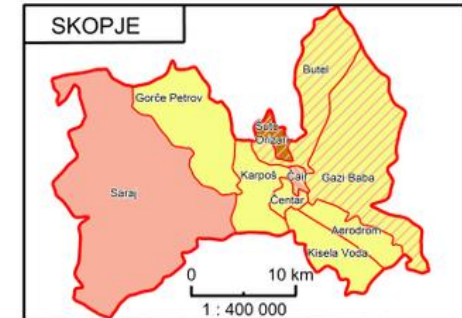 SKOPJE
Butel
Gorče Petrov
Šuto
Orizari
Čair
Karpoš
Gazi Baba
Saraj
Centar
Aerodrom
Kisela Voda
0 10 km
1 : 400 000